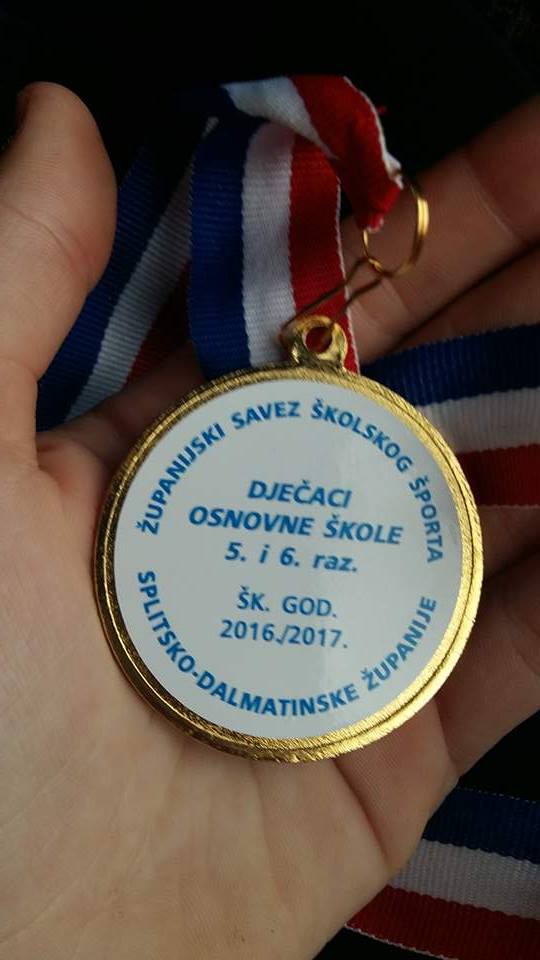 ŽUPANIJSKI SAVEZ ŠKOLSKOG ŠPORTA
DJEČACI
OSNOVNE ŠKOLE
5. i 6. raz.
ŠK. GOD.
2016./2017.
SPLITSKO-DALMATINSKE ŽUPANIJE